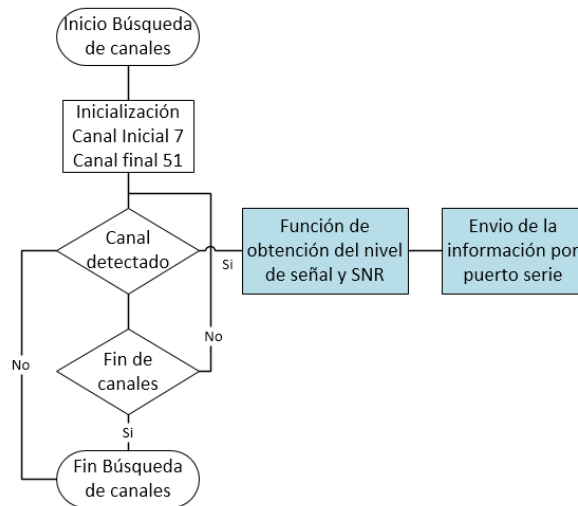 Inicio Búsqueda
de canales
Inicialización
Canal Inicial 7
Canal final 51
Canal
detectado
Si
Función de
obtención del nivel
de señal y SNR
Envio de la
información por
puerto serie
No
No
Fin de
canales
Si
Fin Búsqueda
de canales